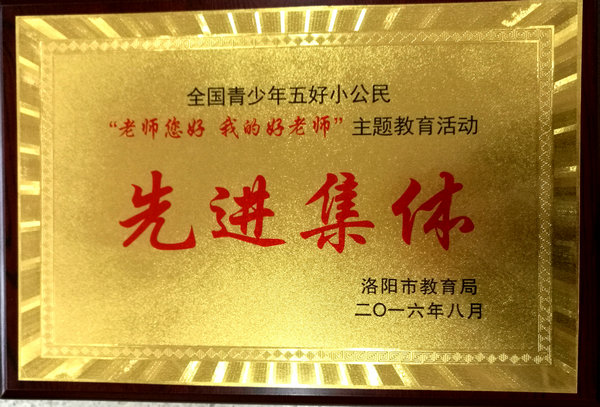 全国青少年五好小公民
“老师您好 我的好老师”主题教育活动
先进集体
洛阳市教育局
二〇一六年八月